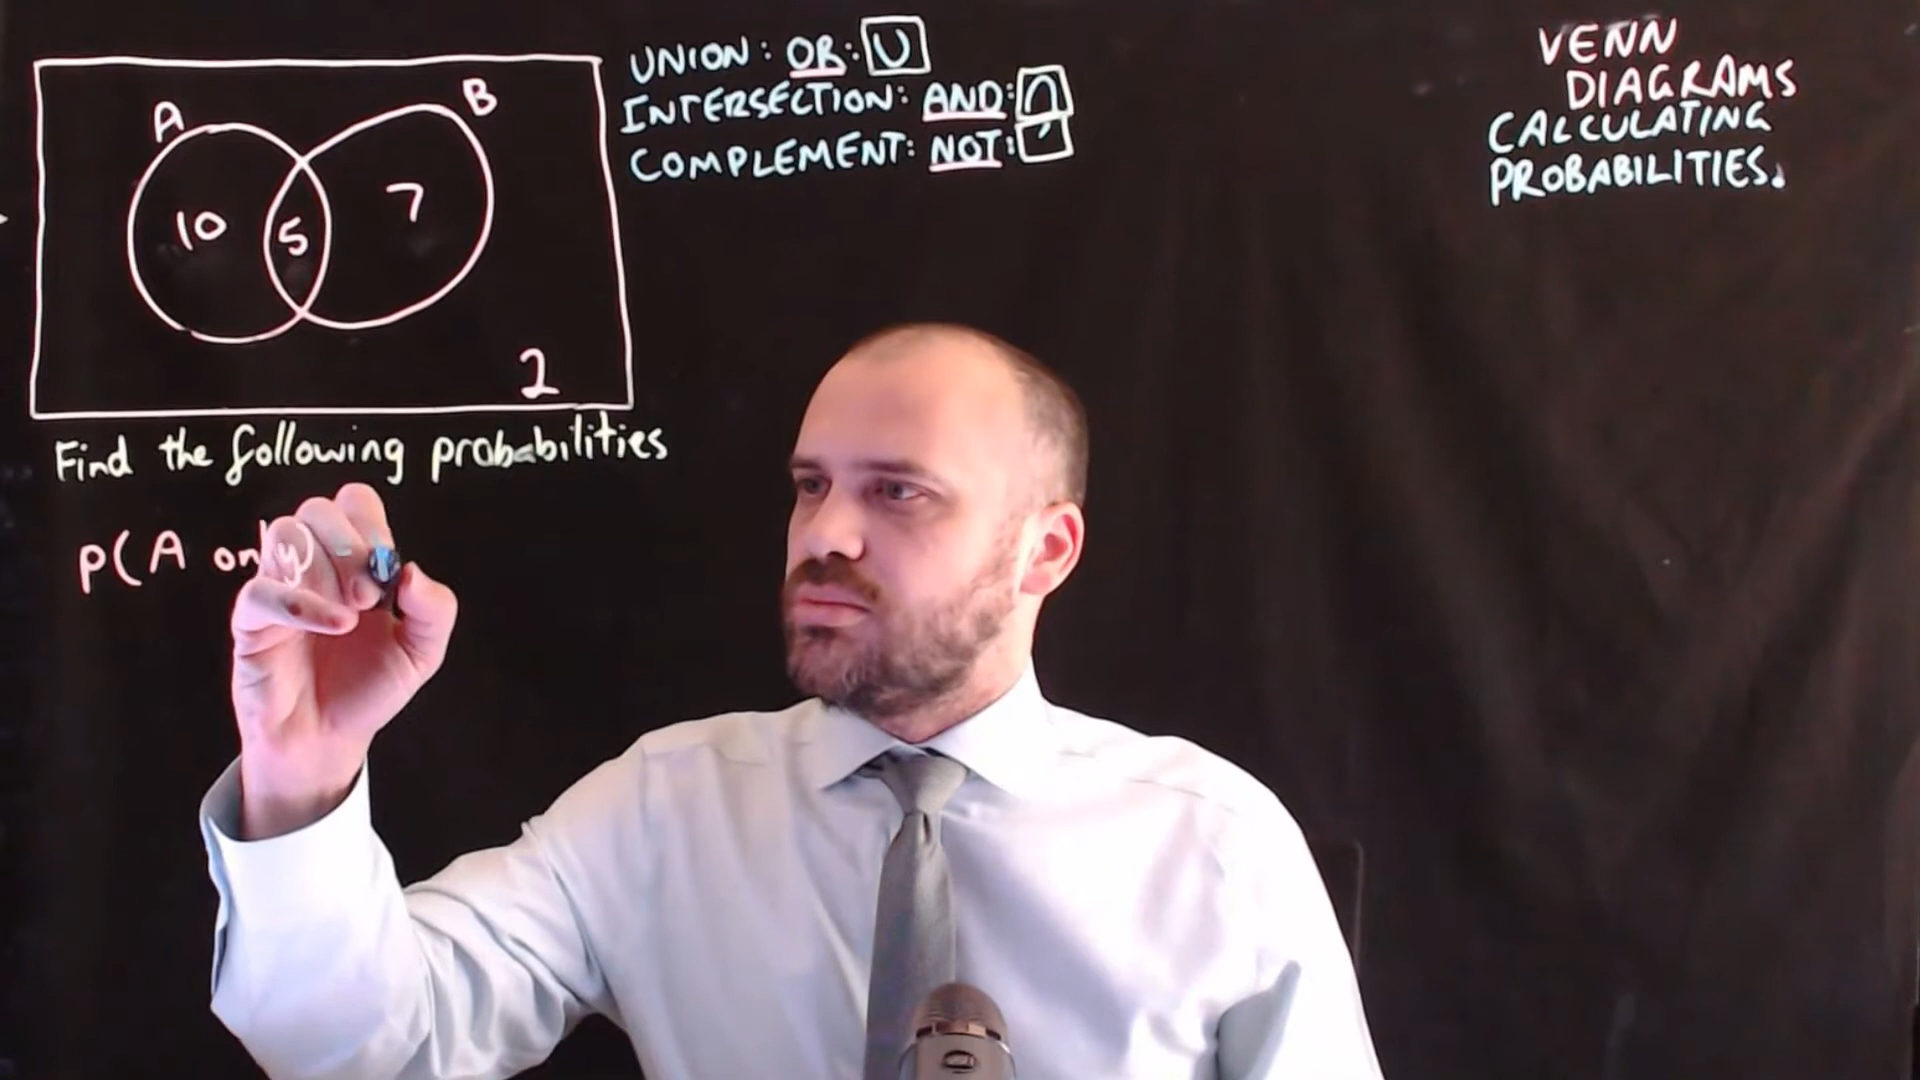 A
B
10
5
7
2
UNION: OR: ∪
INTERSECTION: AND: ∩
COMPLEMENT: NOT: ′
VENN
DIAGRAMS
CALCULATING
PROBABILITIES.
Find the following probabilities
P(A only)